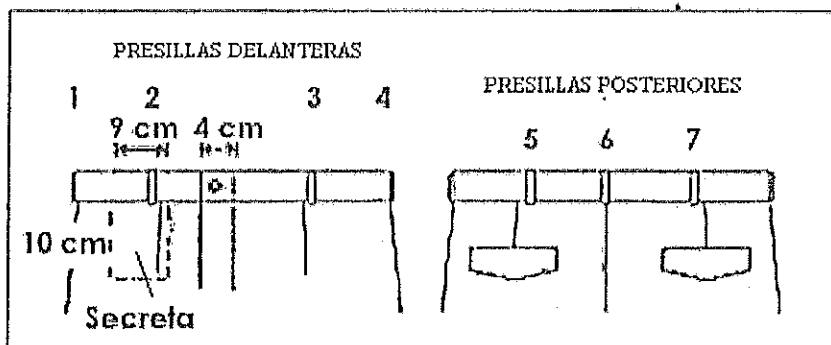 PRESILLAS DELANTERAS
1 2 3 4
9 cm 4 cm
10 cm
Secreta
PRESILLAS POSTERIORES
5 6 7